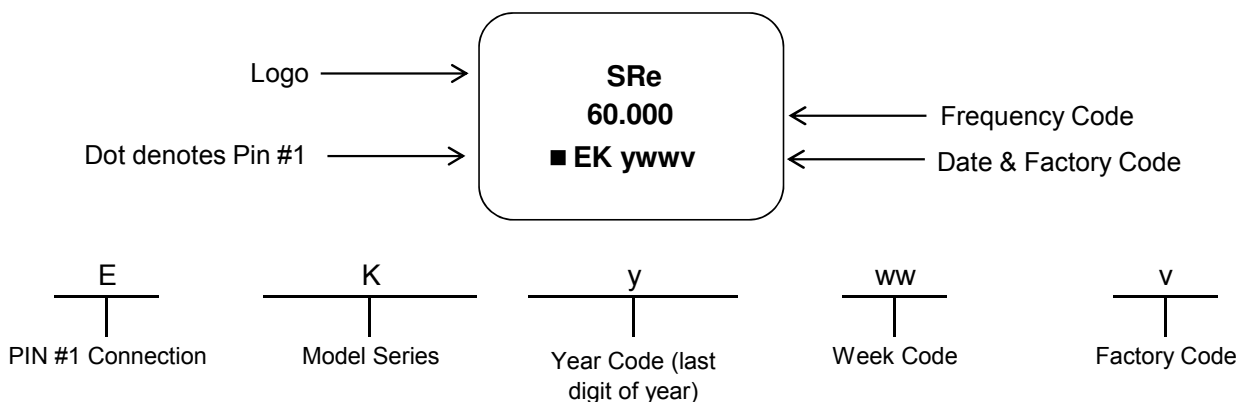 Logo
SRe
60.000
Frequency Code
Dot denotes Pin #1
■ EK ywwv
Date & Factory Code
E
K
y
ww
v
PIN #1 Connection
Model Series
Year Code (last
digit of year)
Week Code
Factory Code